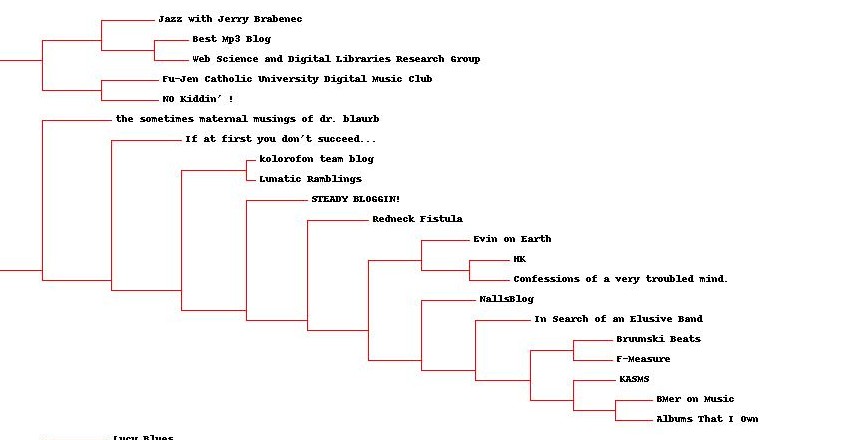 Jazz with Jerry Brabenec
Best Mp3 Blog
Web Science and Digital Libraries Research Group
Fu-Jen Catholic University Digital Music Club
NO Kiddin' !
the sometimes maternal musings of dr. blaurb
If at first you don't succeed...
kolorofon team blog
Lunatic Ramblings
STEADY BLOGGIN!
Redneck Fistula
Evin on Earth
HK
Confessions of a very troubled mind.
NallsBlog
In Search of an Elusive Band
Bruumski Beats
F-Measure
KASMS
BMer on Music
Albums That I Own
Lucy Blues